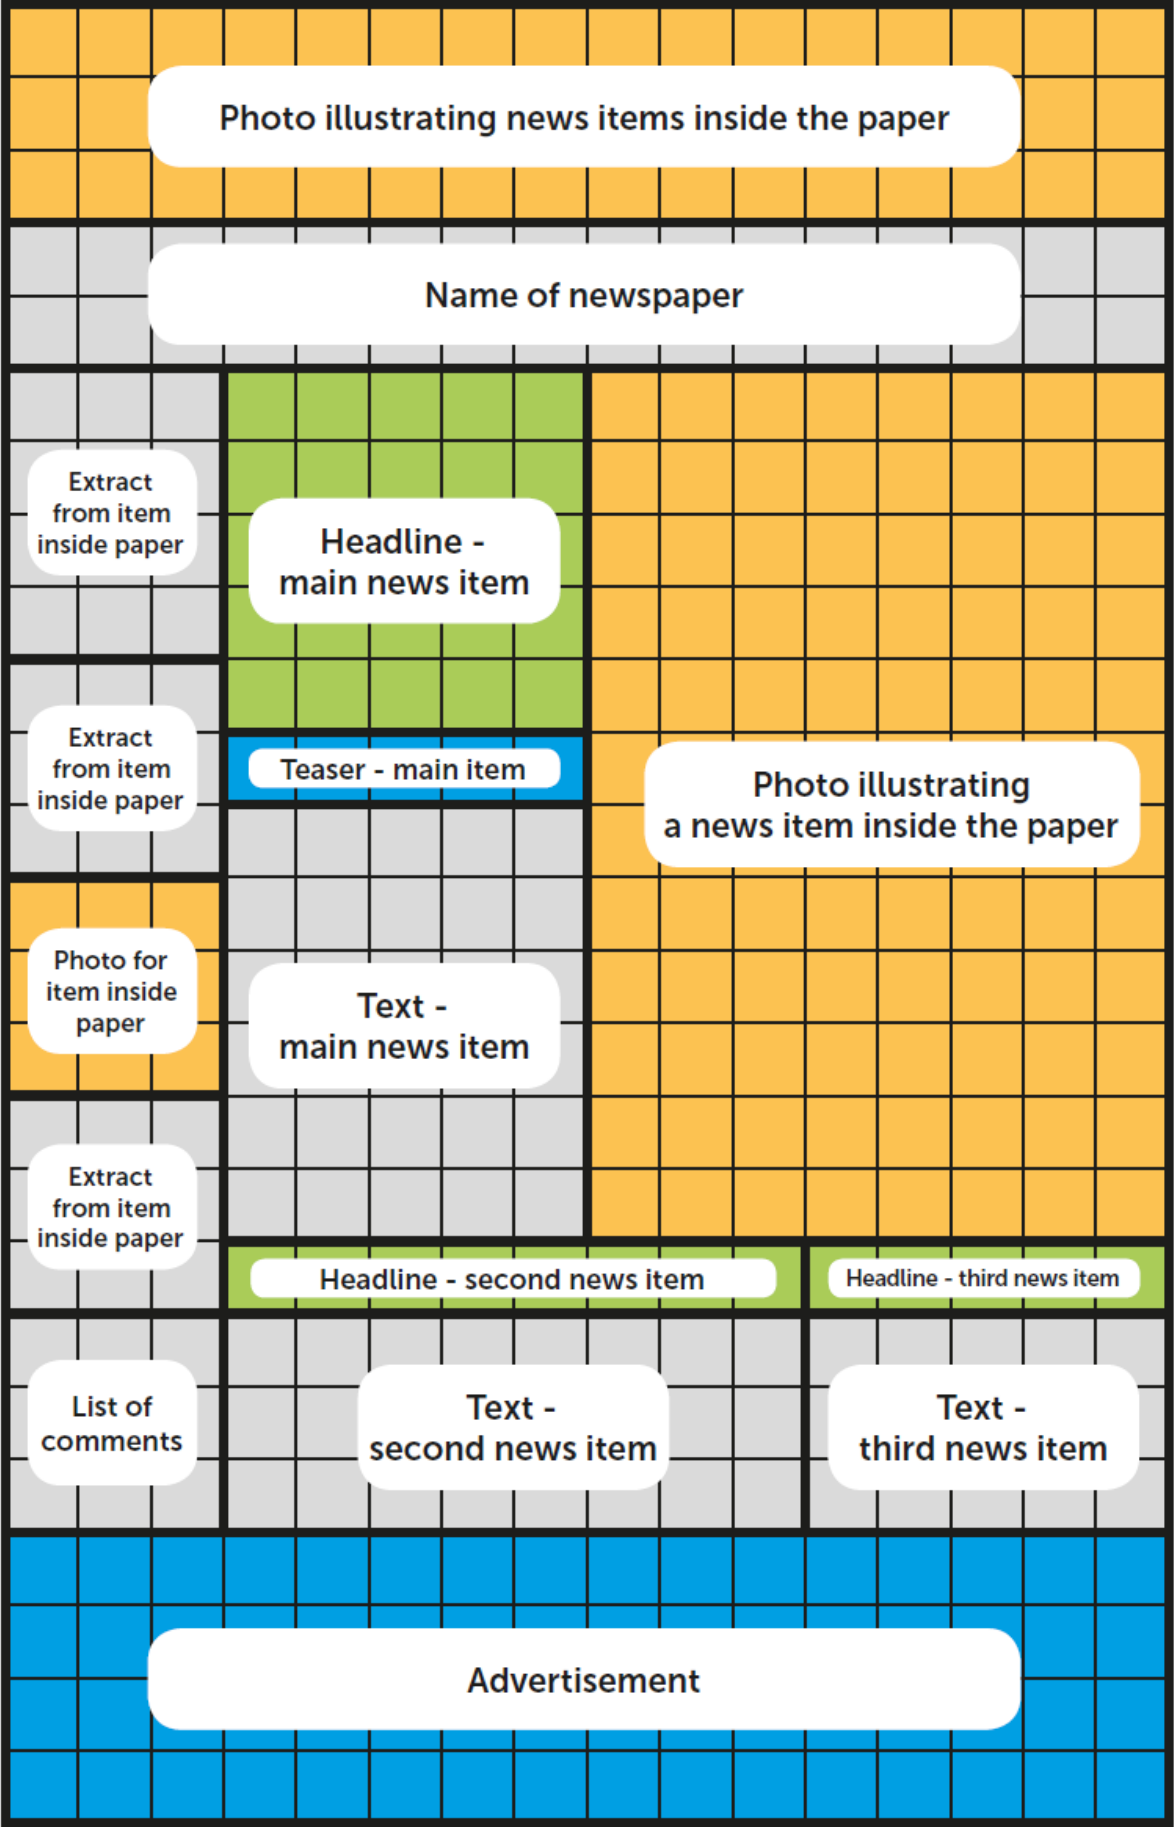 Photo illustrating news items inside the paper
Name of newspaper
Extract
from item
inside paper
Headline -
main news item
Extract
from item
inside paper
Teaser - main item
Photo illustrating
a news item inside the paper
Photo for
item inside
paper
Text -
main news item
Extract
from item
inside paper
Headline - second news item
Headline - third news item
List of
comments
Text -
second news item
Text -
third news item
Advertisement